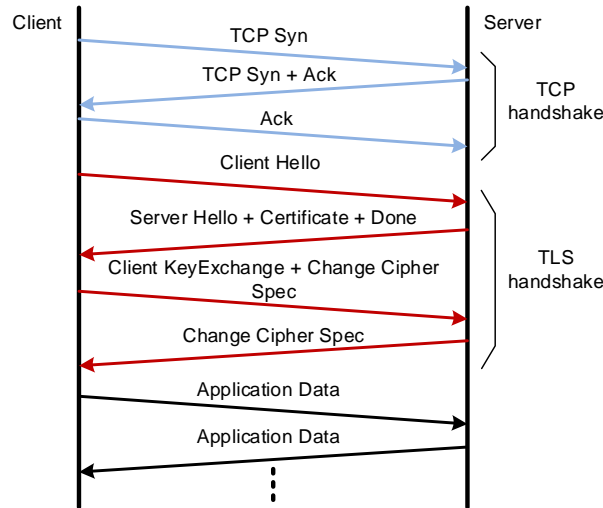 Client
Server
TCP Syn
TCP Syn + Ack
TCP
handshake
Ack
Client Hello
Server Hello + Certificate + Done
TLS
handshake
Client KeyExchange + Change Cipher
Spec
Change Cipher Spec
Application Data
Application Data